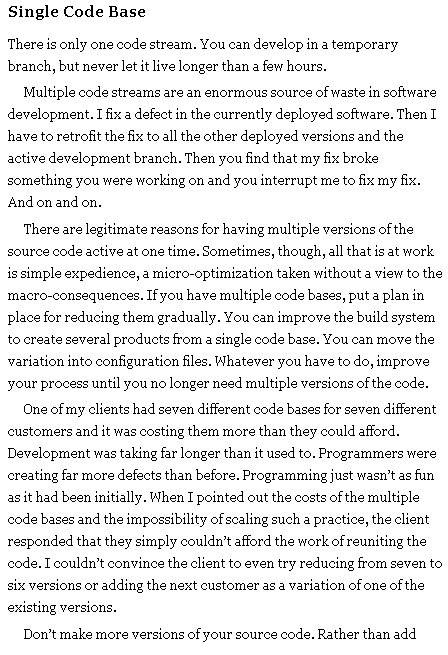 Single Code Base
There is only one code stream. You can develop in a temporary
branch, but never let it live longer than a few hours.
Multiple code streams are an enormous source of waste in software
development. I fix a defect in the currently deployed software. Then I
have to retrofit the fix to all the other deployed versions and the
active development branch. Then you find that my fix broke
something you were working on and you interrupt me to fix my fix.
And on and on.
There are legitimate reasons for having multiple versions of the
source code active at one time. Sometimes, though, all that is at work
is simple expedience, a micro-optimization taken without a view to the
macro-consequences. If you have multiple code bases, put a plan in
place for reducing them gradually. You can improve the build system
to create several products from a single code base. You can move the
variation into configuration files. Whatever you have to do, improve
your process until you no longer need multiple versions of the code.
One of my clients had seven different code bases for seven different
customers and it was costing them more than they could afford.
Development was taking far longer than it used to. Programmers were
creating far more defects than before. Programming just wasn't as fun
as it had been initially. When I pointed out the costs of the multiple
code bases and the impossibility of scaling such a practice, the client
responded that they simply couldn't afford the work of reuniting the
code. I couldn't convince the client to even try reducing from seven to
six versions or adding the next customer as a variation of one of the
existing versions.
Don't make more versions of your source code. Rather than add